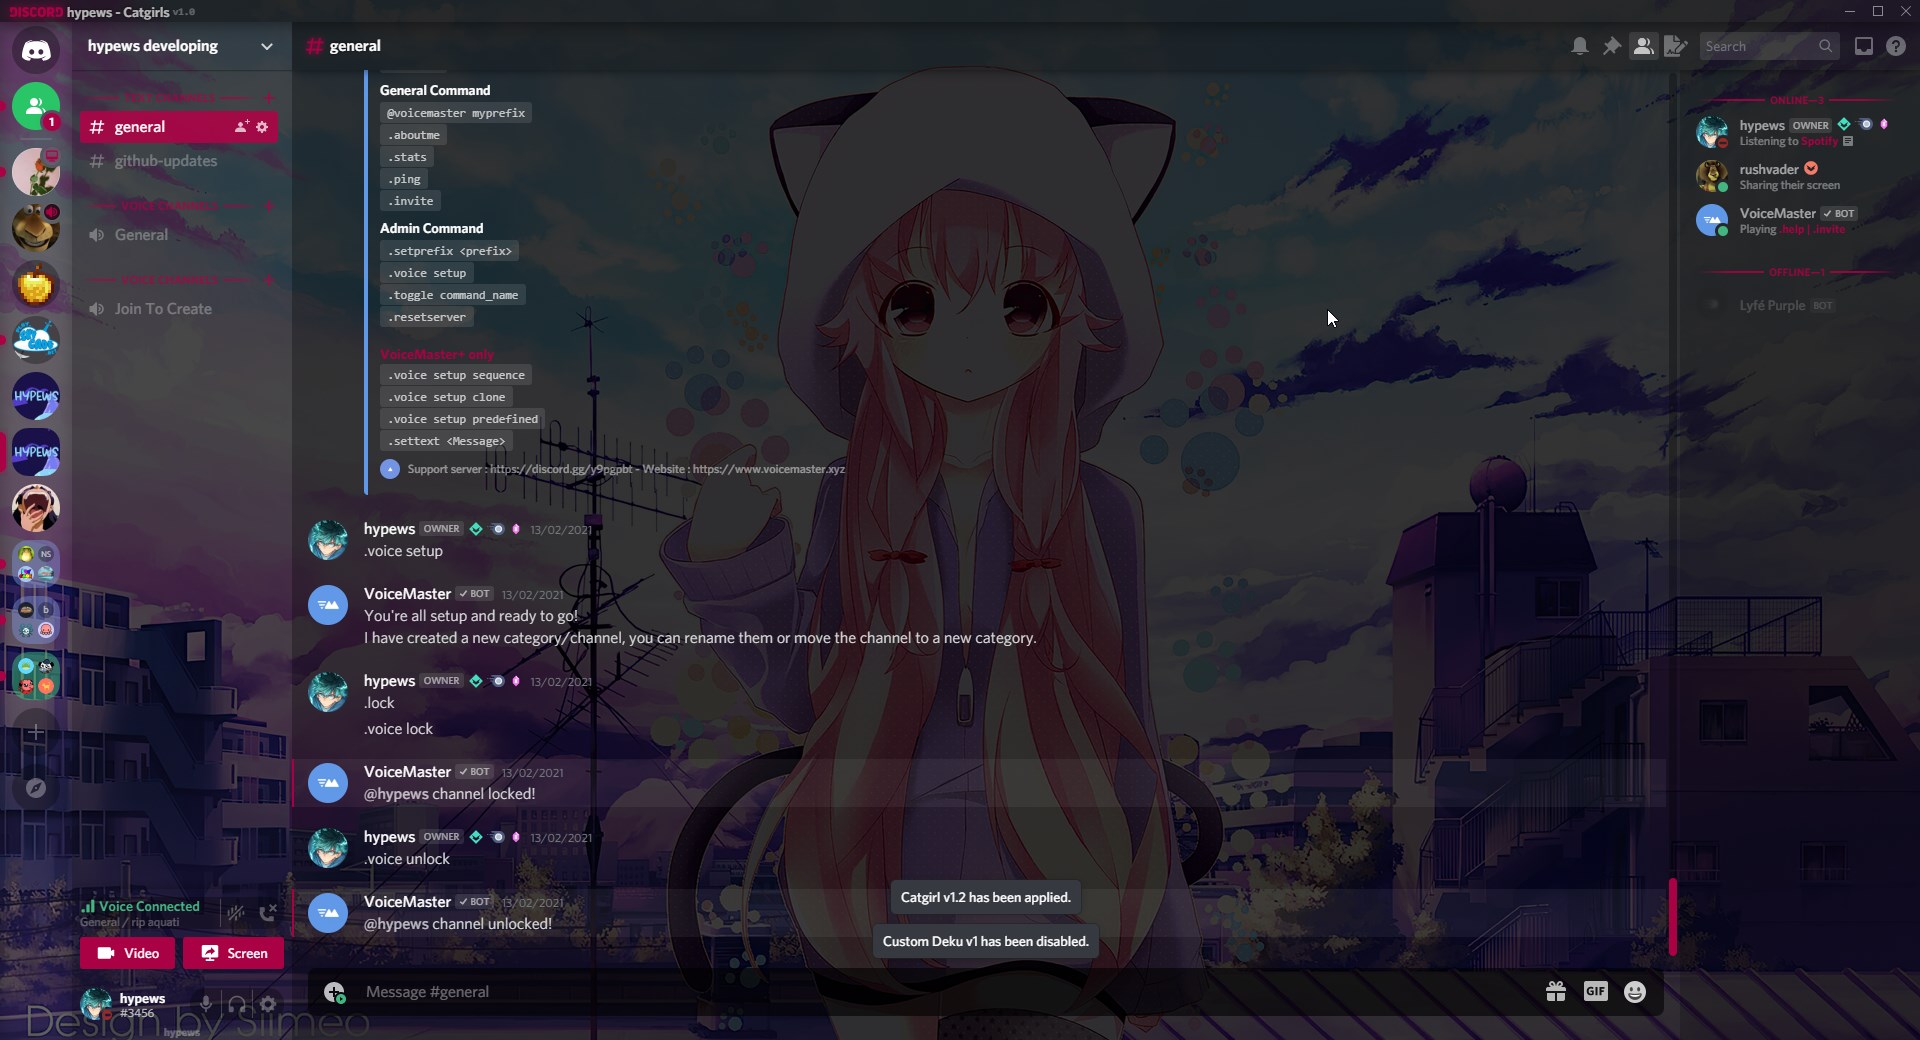 DISCORD hypews - Catgirls v1.0
hypews developing
# general
Search
TEXT CHANNELS
# general
# github-updates
VOICE CHANNELS
General
VOICE CHANNELS
Join To Create
1
HYPEWS
HYPEWS
NS
b
General Command
@voicemaster myprefix
.aboutme
.stats
.ping
.invite
Admin Command
.setprefix <prefix>
.voice setup
.toggle command_name
.resetserver
VoiceMaster+ only
.voice setup sequence
.voice setup clone
.voice setup predefined
.settext <Message>
Support server : https://discord.gg/y9pgpbt - Website : https://www.voicemaster.xyz
hypews OWNER 13/02/2021
.voice setup
VoiceMaster ✓ BOT 13/02/2021
You're all setup and ready to go!
I have created a new category/channel, you can rename them or move the channel to a new category.
hypews OWNER 13/02/2021
.lock
.voice lock
VoiceMaster ✓ BOT 13/02/2021
@hypews channel locked!
hypews OWNER 13/02/2021
.voice unlock
VoiceMaster ✓ BOT 13/02/2021
@hypews channel unlocked!
Catgirl v1.2 has been applied.
Custom Deku v1 has been disabled.
Message #general
GIF
ONLINE—3
hypews OWNER
Listening to Spotify
rushvader
Sharing their screen
VoiceMaster ✓ BOT
Playing .help | .invite
OFFLINE—1
Lyfé Purple BOT
Voice Connected
General / rip aquati
Video
Screen
hypews
#3456
Design by Slimeo
hypews